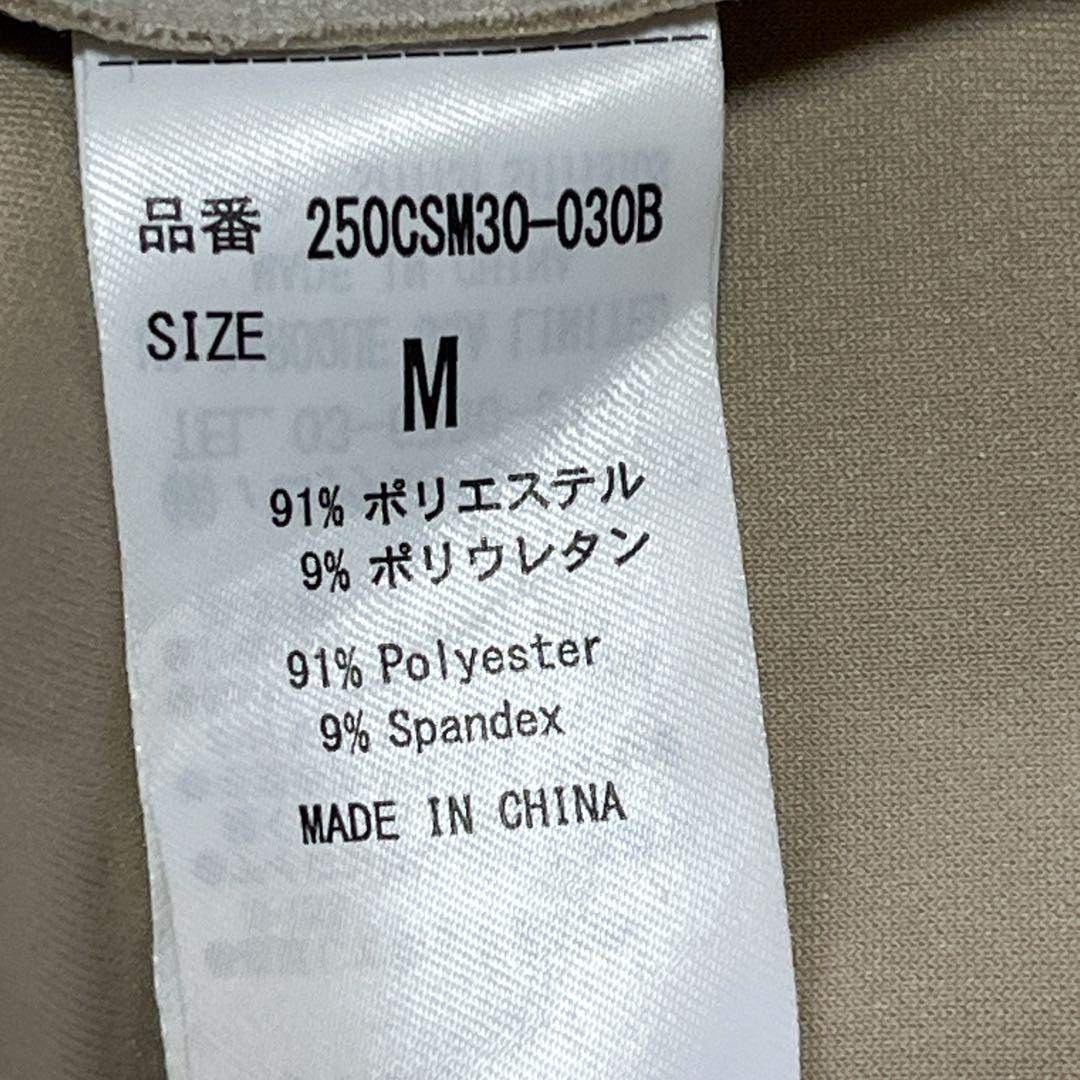 品番 250CSM30-030B
SIZE
M
91% ポリエステル
9% ポリウレタン
91% Polyester
9% Spandex
MADE IN CHINA